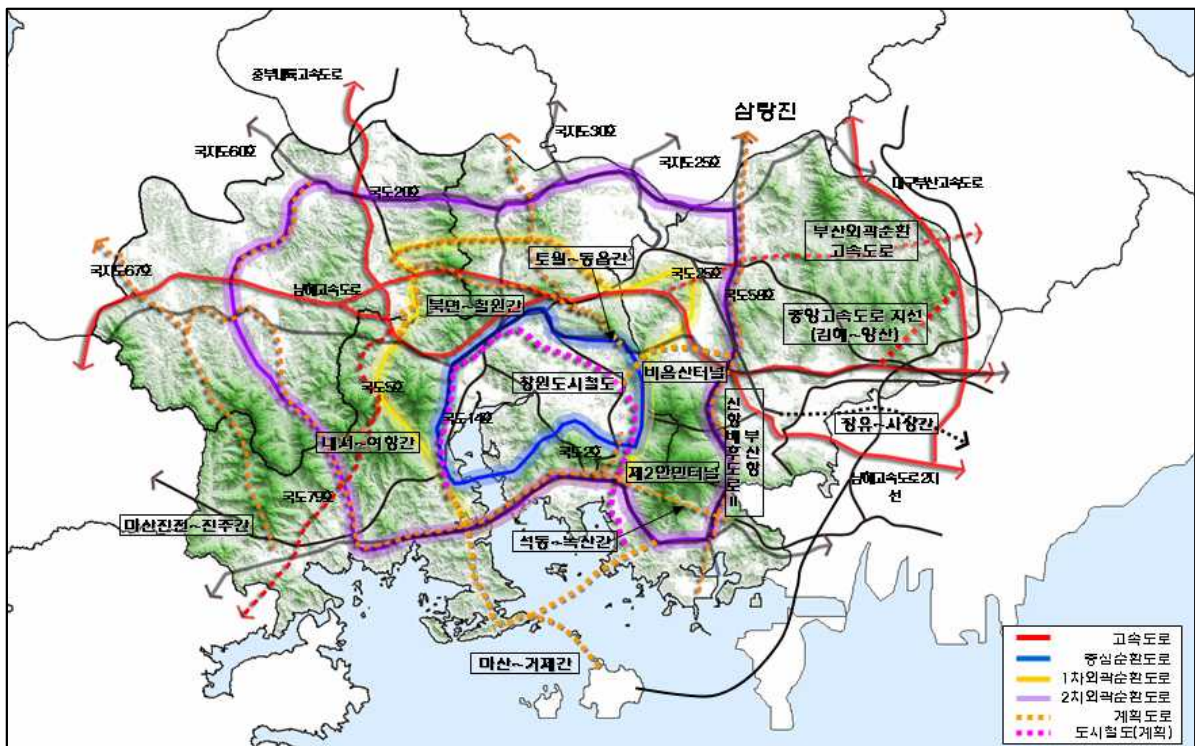 중부내륙고속도로
삼랑진
국지도30호
국지도60호
국지도25호
대구부산고속도로
국도20호
부산외곽순환
고속도로
토월~동읍간
국지도67호
국도25호
남해고속도로
국도58호
북면~칠원간
중앙고속도로 지선
(김해~양산)
비음산터널
창원도시철도
국도5호
국도14호
신항배후도로Ⅱ
부산항
장유~사상간
내서~여항간
국도2호
제2안민터널
남해고속도로2지
선
국도79호
마산진전~진주간
석동~녹산간
마산~거제간
고속도로
중심순환도로
1차외곽순환도로
2차외곽순환도로
계획도로
도시철도(계획)